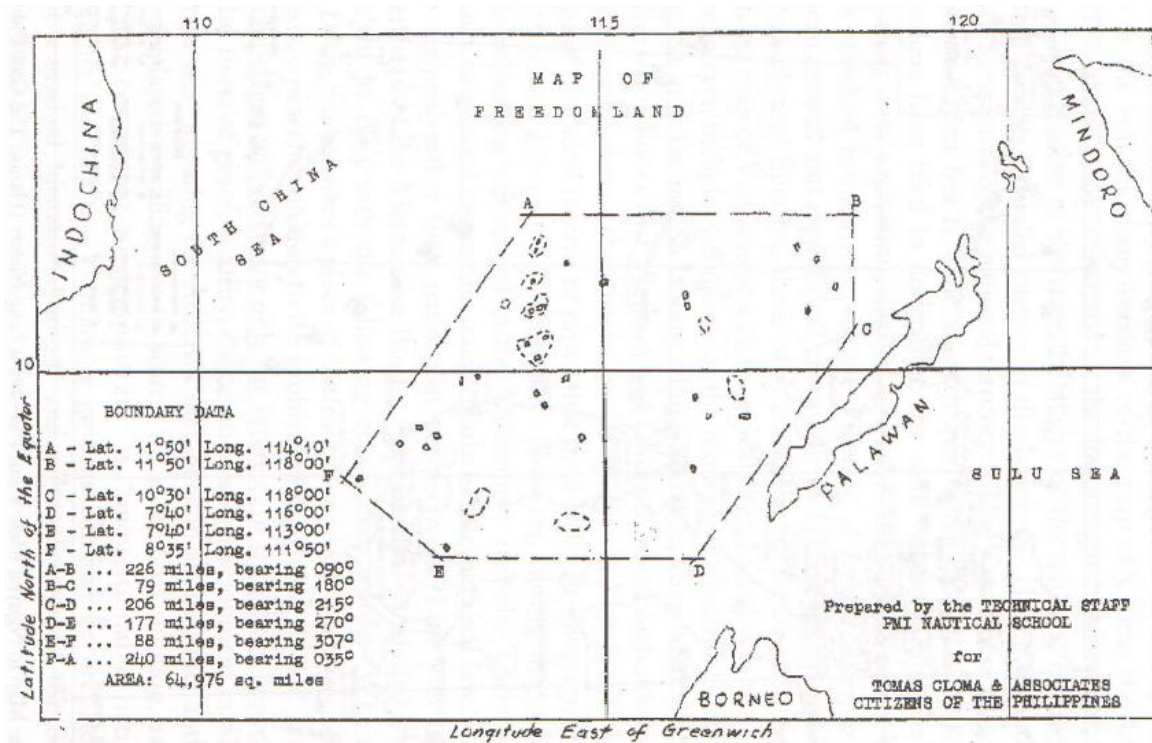 110
115
120
MAP OF
FREEDOMLAND
INDOCHINA
SOUTH CHINA
SEA
MINDORO
A
B
C
10
F
PALAWAN
SULU SEA
E
D
BORNEO
Latitude North of the Equator
BOUNDARY DATA
A - Lat. 11°50' Long. 114°10'
B - Lat. 11°50' Long. 118°00'
C - Lat. 10°30' Long. 118°00'
D - Lat. 7°40' Long. 116°00'
E - Lat. 7°40' Long. 113°00'
F - Lat. 8°35' Long. 111°50'
A-B ... 226 miles, bearing 090°
B-C ... 79 miles, bearing 180°
C-D ... 206 miles, bearing 215°
D-E ... 177 miles, bearing 270°
E-F ... 88 miles, bearing 307°
F-A ... 240 miles, bearing 035°
AREA: 64,976 sq. miles
Prepared by the TECHNICAL STAFF
PMI NAUTICAL SCHOOL
for
TOMAS CLOMA & ASSOCIATES
CITIZENS OF THE PHILIPPINES
Longitude East of Greenwich